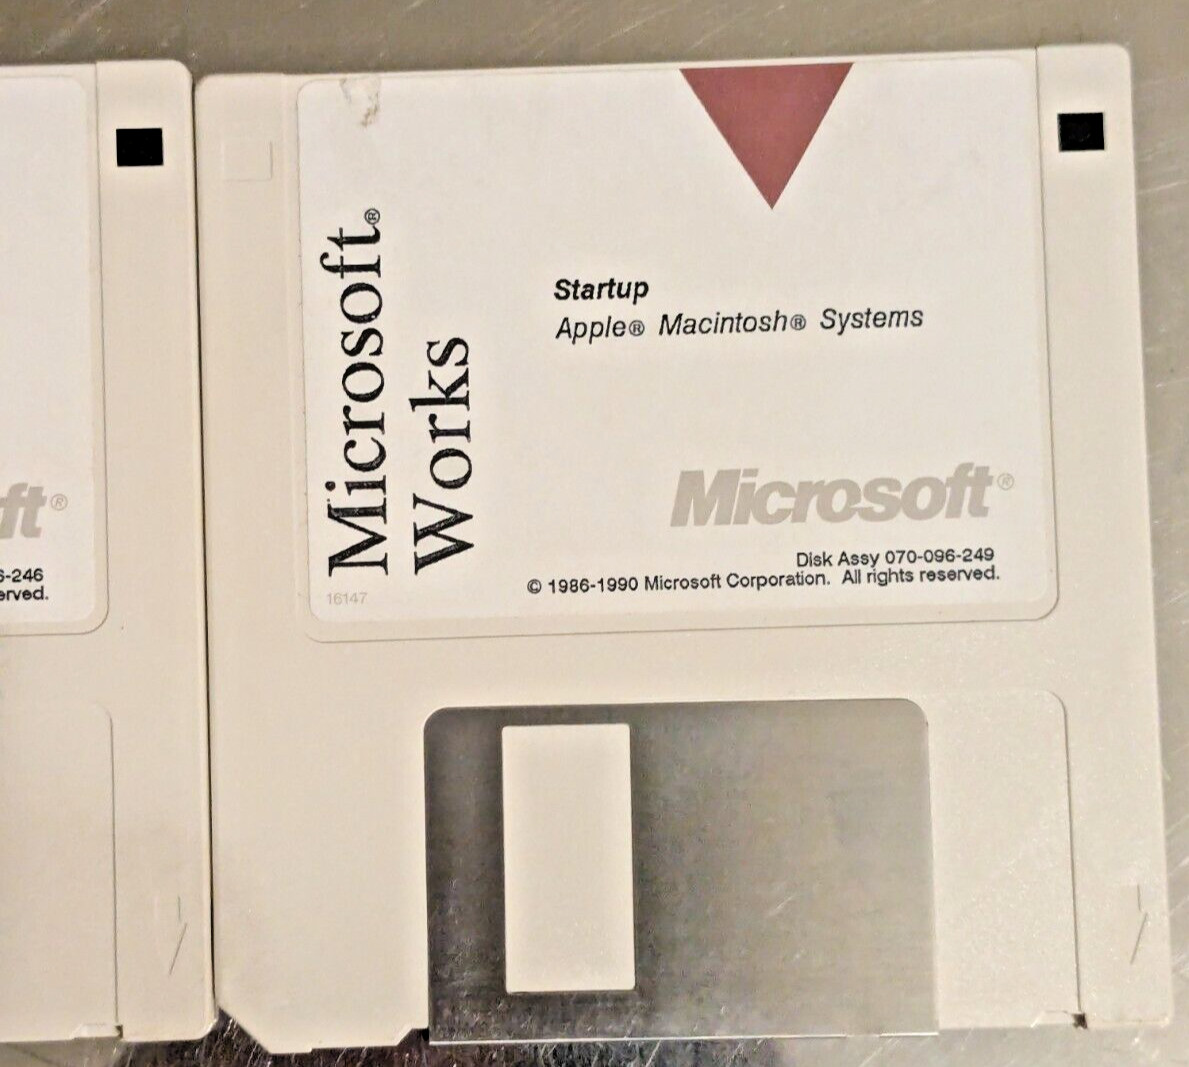 Microsoft®
Works
Startup
Apple® Macintosh® Systems
Microsoft®
Disk Assy 070-096-249
© 1986-1990 Microsoft Corporation. All rights reserved.
16147
ft®
6-246
erved.